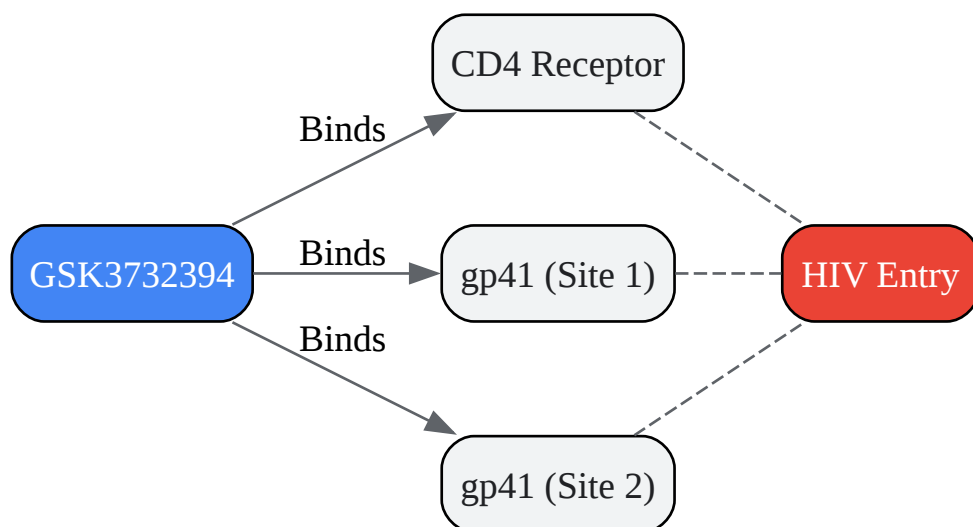 CD4 Receptor
Binds
GSK3732394
Binds
gp41 (Site 1)
HIV Entry
Binds
gp41 (Site 2)